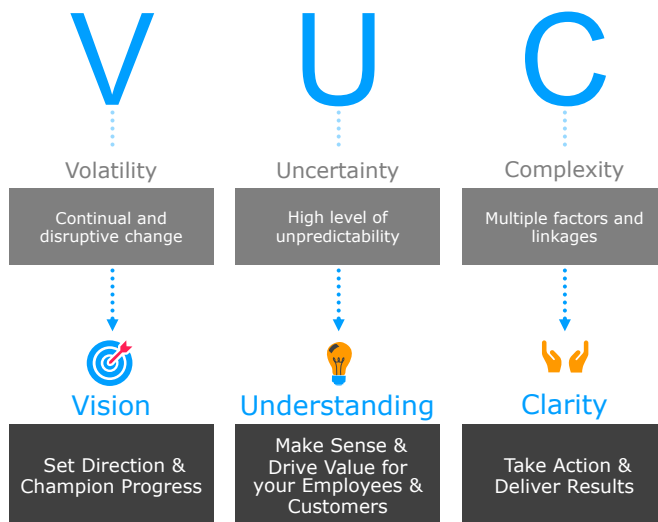 V
U
C
Volatility
Uncertainty
Complexity
Continual and
disruptive change
High level of
unpredictability
Multiple factors and
linkages
Vision
Understanding
Clarity
Set Direction &
Champion Progress
Make Sense &
Drive Value for
your Employees &
Customers
Take Action &
Deliver Results